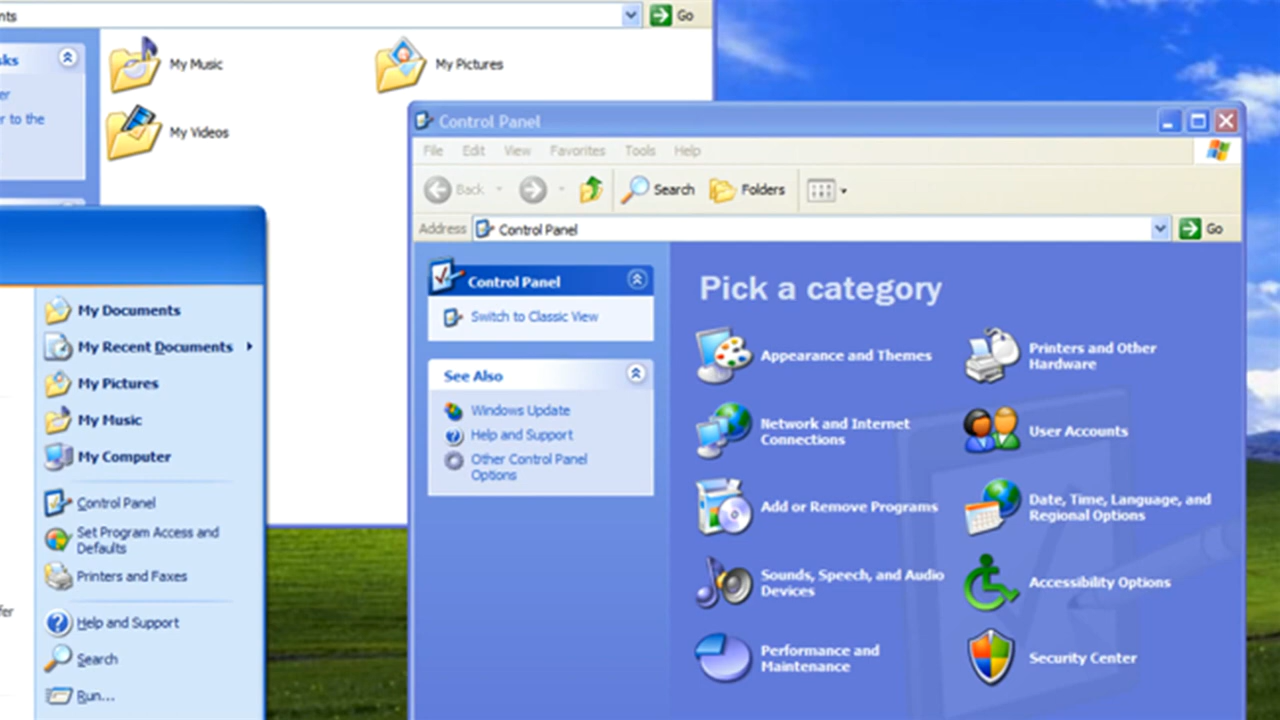 nts
Go
My Music
My Pictures
My Videos
sks
er
r to the
Control Panel
File Edit View Favorites Tools Help
Back Search Folders
Address Control Panel Go
Control Panel
Switch to Classic View
See Also
Windows Update
Help and Support
Other Control Panel
Options
Pick a category
Appearance and Themes
Printers and Other
Hardware
Network and Internet
Connections
User Accounts
Add or Remove Programs
Date, Time, Language, and
Regional Options
Sounds, Speech, and Audio
Devices
Accessibility Options
Performance and
Maintenance
Security Center
My Documents
My Recent Documents
My Pictures
My Music
My Computer
Control Panel
Set Program Access and
Defaults
Printers and Faxes
fer
Help and Support
Search
Run...